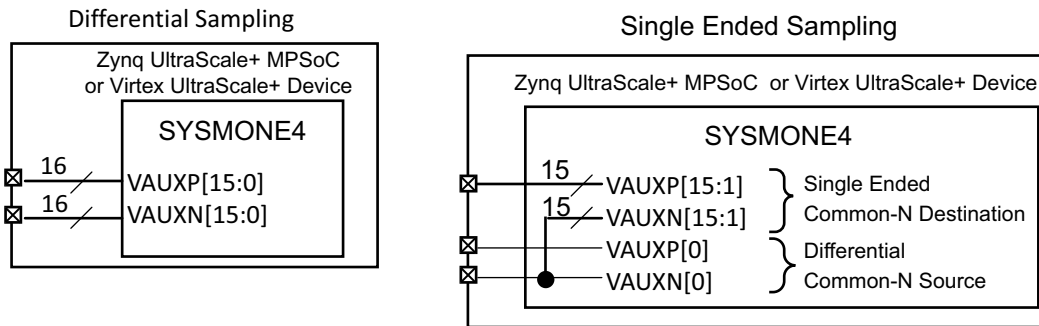 Differential Sampling
Zynq UltraScale+ MPSoC
or Virtex UltraScale+ Device
SYSMONE4
16
VAUXP[15:0]
16
VAUXN[15:0]
Single Ended Sampling
Zynq UltraScale+ MPSoC or Virtex UltraScale+ Device
SYSMONE4
15
VAUXP[15:1]
Single Ended
15
VAUXN[15:1]
Common-N Destination
VAUXP[0]
Differential
VAUXN[0]
Common-N Source